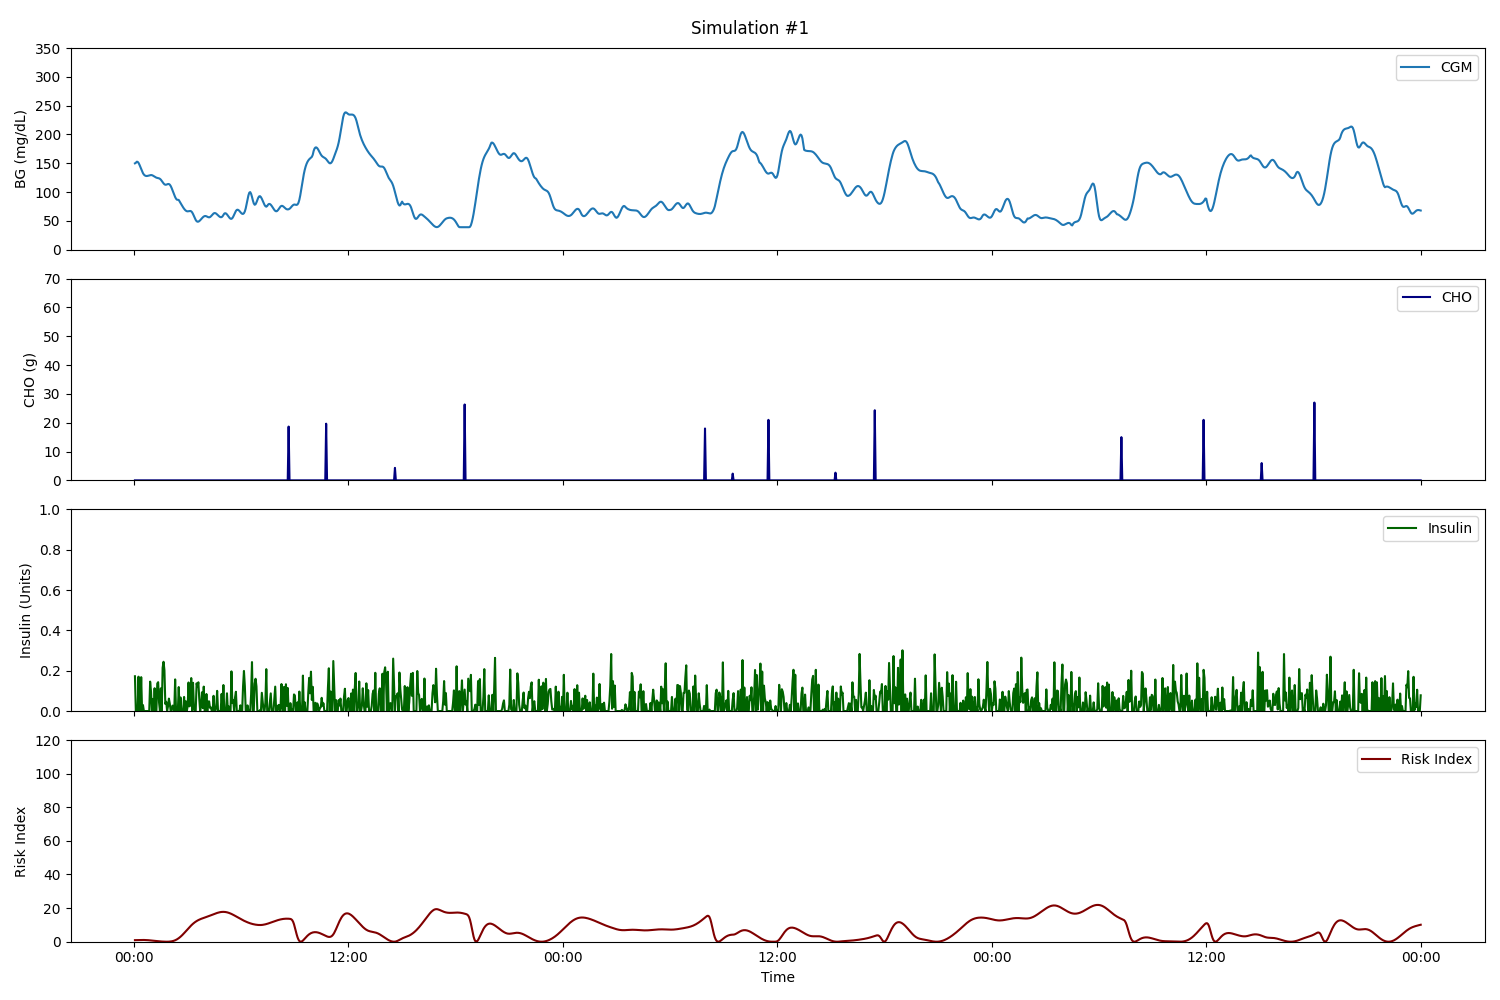 Simulation #1
350
300
250
200
150
100
50
0
BG (mg/dL)
CGM
70
60
50
40
30
20
10
0
CHO (g)
CHO
1.0
0.8
0.6
0.4
0.2
0.0
Insulin (Units)
Insulin
120
100
80
60
40
20
0
Risk Index
Risk Index
00:00 12:00 00:00 12:00 00:00 12:00 00:00
Time